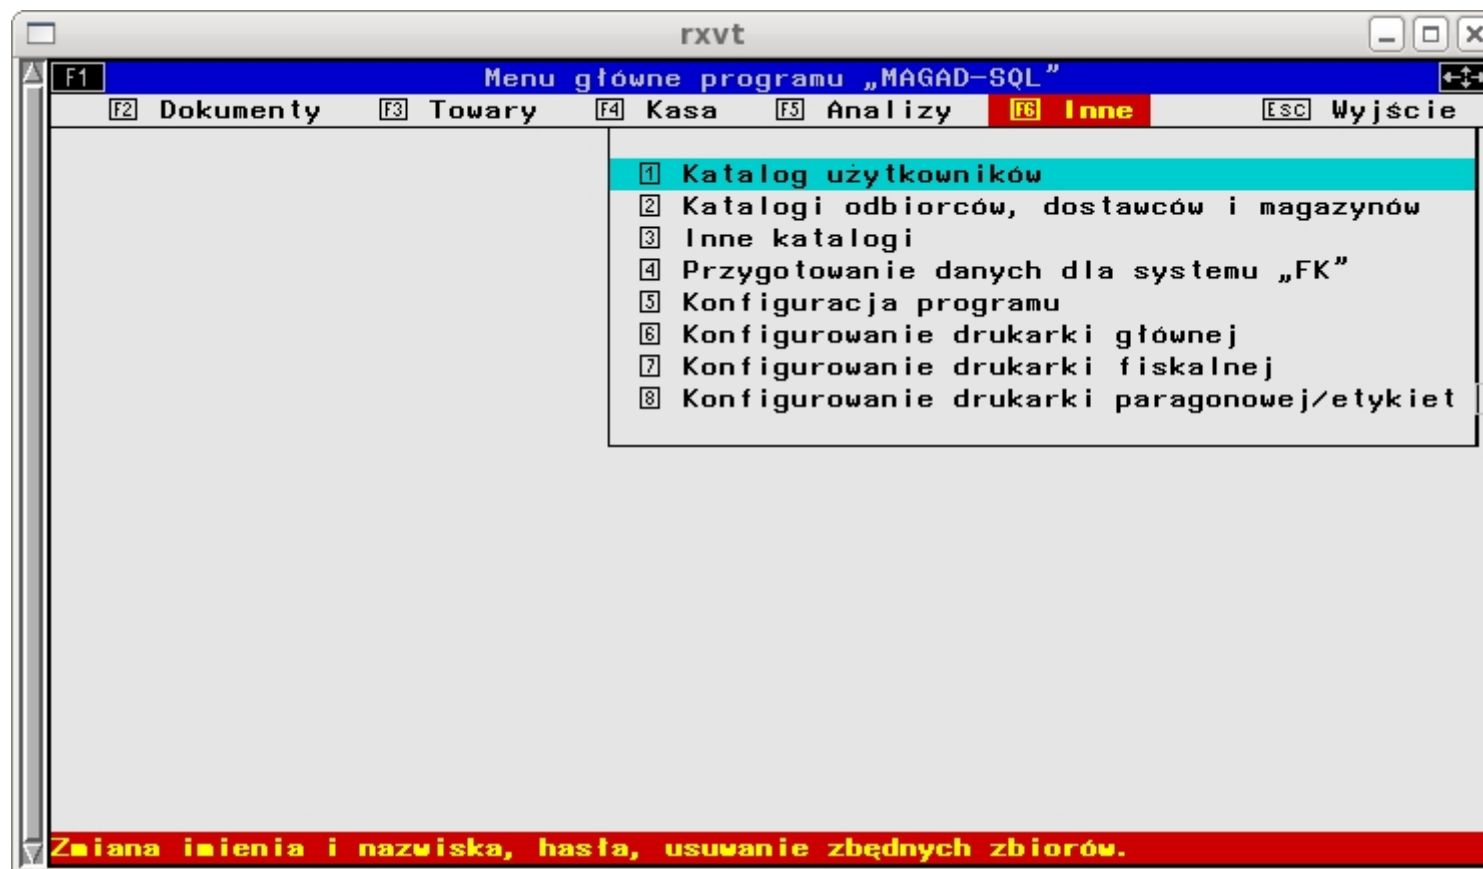 rxvt
F1 Menu główne programu „MAGAD-SQL”
F2 Dokumenty F3 Towary F4 Kasa F5 Analizy F6 Inne Esc Wyjście
1 Katalog użytkowników
2 Katalogi odbiorców, dostawców i magazynów
3 Inne katalogi
4 Przygotowanie danych dla systemu „FK”
5 Konfiguracja programu
6 Konfigurowanie drukarki głównej
7 Konfigurowanie drukarki fiskalnej
8 Konfigurowanie drukarki paragonowej/etykiet
Zmiana imienia i nazwiska, hasła, usuwanie zbędnych zbiorów.